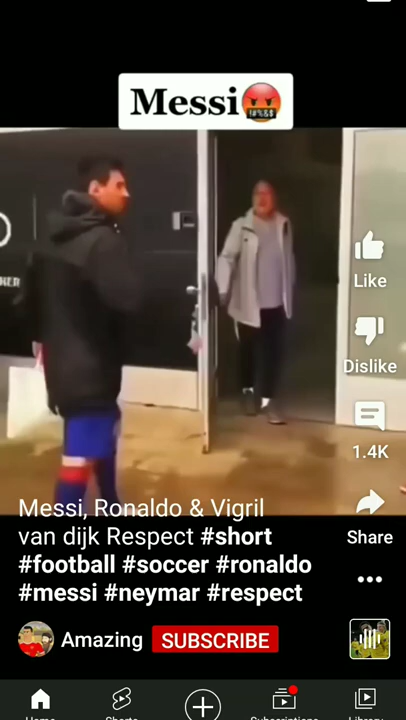 Messi
Like
Dislike
1.4K
Messi, Ronaldo & Vigril
van dijk Respect #short
#football #soccer #ronaldo
#messi #neymar #respect
Share
Amazing SUBSCRIBE